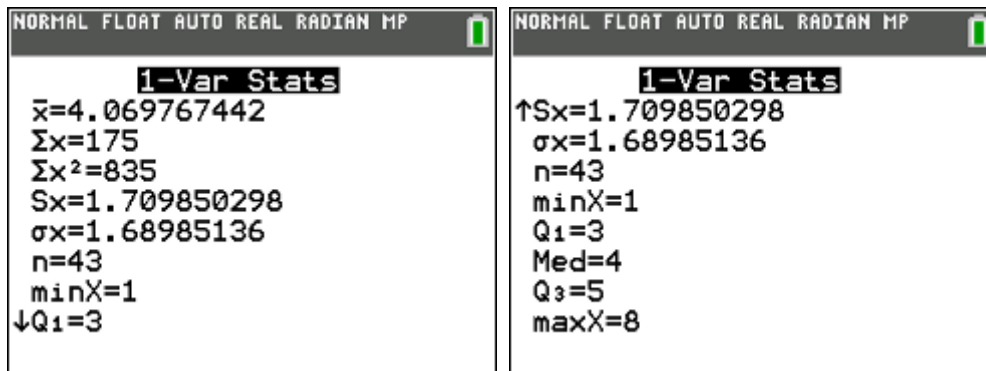 NORMAL FLOAT AUTO REAL RADIAN MP
1-Var Stats
x̄=4.069767442
Σx=175
Σx²=835
Sx=1.709850298
σx=1.68985136
n=43
minX=1
↓Q₁=3
NORMAL FLOAT AUTO REAL RADIAN MP
1-Var Stats
↑Sx=1.709850298
σx=1.68985136
n=43
minX=1
Q₁=3
Med=4
Q₃=5
maxX=8